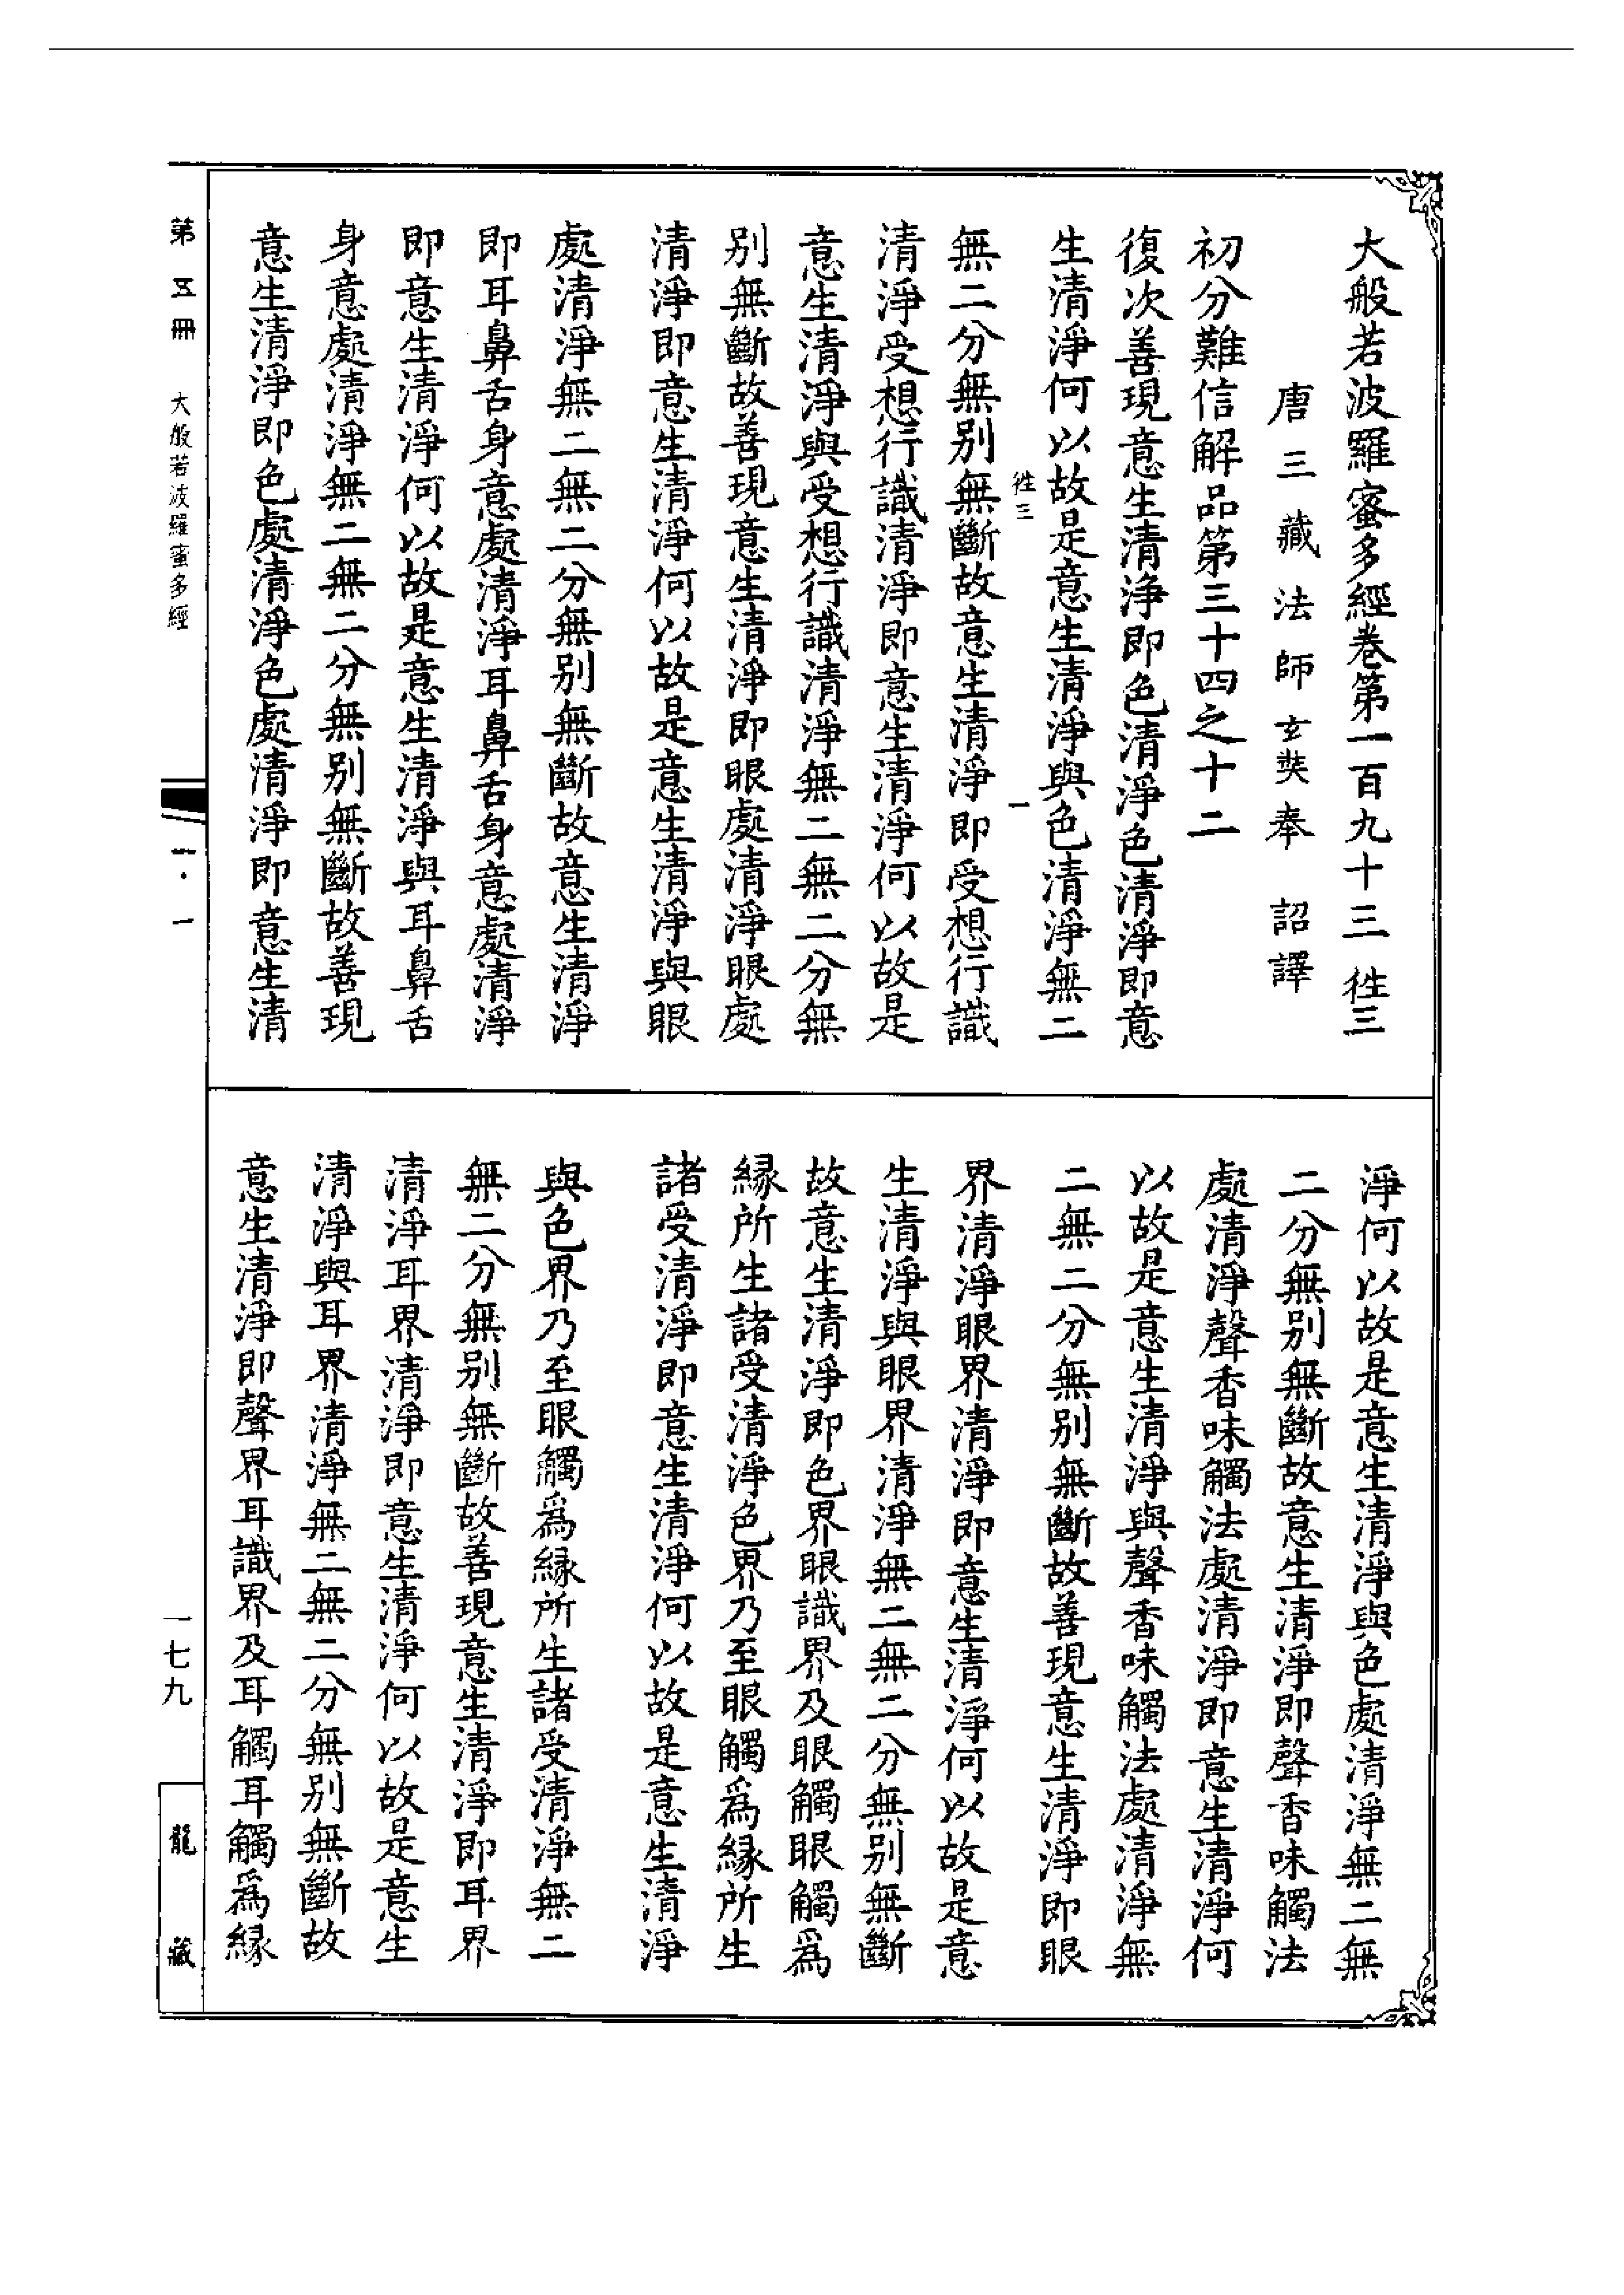 大般若波羅蜜多經卷第一百九十三 徃三
唐三藏法師玄奘奉 詔譯
初分難信解品第三十四之十二
復次善現意生清淨即色清淨色清淨即意
生清淨何以故是意生清淨與色清淨無二
徃三 一
無二分無别無斷故意生清淨即受想行識
清淨受想行識清淨即意生清淨何以故是
意生清淨與受想行識清淨無二無二分無
别無斷故善現意生清淨即眼處清淨眼處
清淨即意生清淨何以故是意生清淨與眼
處清淨無二無二分無别無斷故意生清淨
即耳鼻舌身意處清淨耳鼻舌身意處清淨
即意生清淨何以故是意生清淨與耳鼻舌
身意處清淨無二無二分無别無斷故善現
意生清淨即色處清淨色處清淨即意生清
淨何以故是意生清淨與色處清淨無二無
二分無别無斷故意生清淨即聲香味觸法
處清淨聲香味觸法處清淨即意生清淨何
以故是意生清淨與聲香味觸法處清淨無
二無二分無别無斷故善現意生清淨即眼
界清淨眼界清淨即意生清淨何以故是意
生清淨與眼界清淨無二無二分無别無斷
故意生清淨即色界眼識界及眼觸眼觸爲
緣所生諸受清淨色界乃至眼觸爲緣所生
諸受清淨即意生清淨何以故是意生清淨
與色界乃至眼觸爲緣所生諸受清淨無二
無二分無别無斷故善現意生清淨即耳界
清淨耳界清淨即意生清淨何以故是意生
清淨與耳界清淨無二無二分無别無斷故
意生清淨即聲界耳識界及耳觸耳觸爲緣
第五冊 大般若波羅蜜多經
一·一
一七九
龍藏